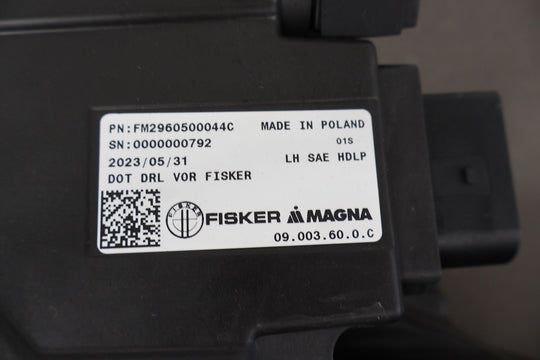 PN:FM2960500044C MADE IN POLAND
SN:0000000792 01S
2023/05/31 LH SAE HDLP
DOT DRL VOR FISKER
FISKER
FISKER MAGNA
09.003.60.0.C